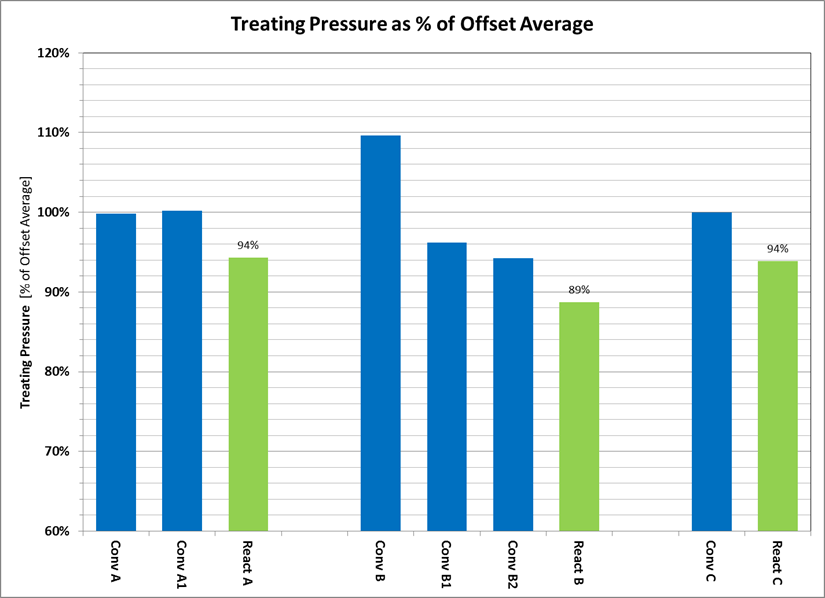 Treating Pressure as % of Offset Average
120%
110%
100%
90%
80%
70%
60%
Treating Pressure [% of Offset Average]
94%
89%
94%
Conv A
Conv A1
React A
Conv B
Conv B1
Conv B2
React B
Conv C
React C